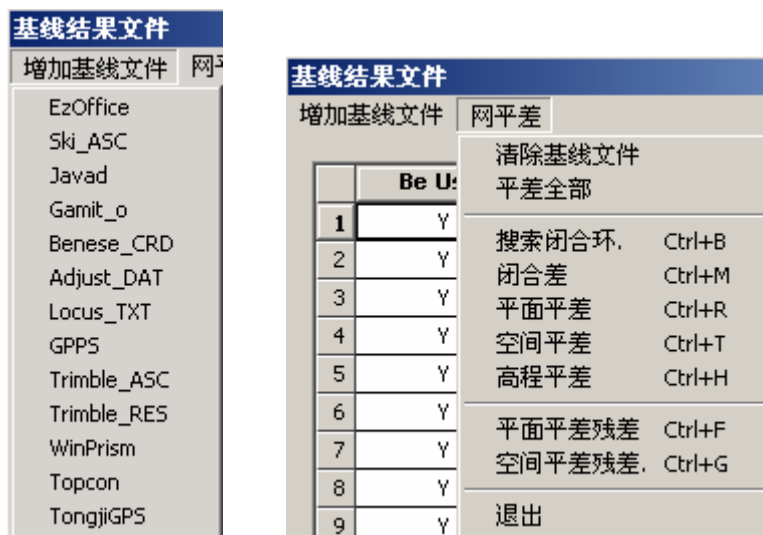 基线结果文件
增加基线文件
EzOffice
Ski_ASC
Javad
Gamit_o
Benese_CRD
Adjust_DAT
Locus_TXT
GPPS
Trimble_ASC
Trimble_RES
WinPrism
Topcon
TongjiGPS
基线结果文件
增加基线文件 网平差
清除基线文件
平差全部
搜索闭合环. Ctrl+B
闭合差 Ctrl+M
平面平差 Ctrl+R
空间平差 Ctrl+T
高程平差 Ctrl+H
平面平差残差 Ctrl+F
空间平差残差. Ctrl+G
退出
Be
1 Y
2 Y
3 Y
4 Y
5 Y
6 Y
7 Y
8 Y
9 Y